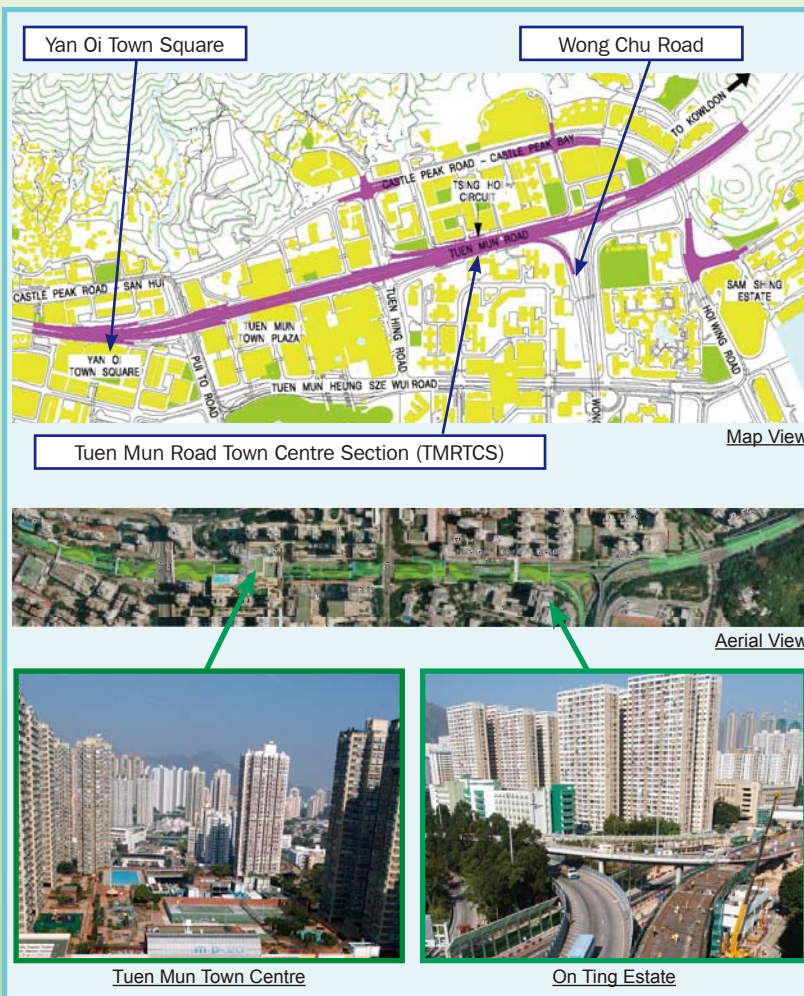 Yan Oi Town Square
Wong Chu Road
TO KOWLOON
CASTLE PEAK ROAD - CASTLE PEAK BAY
TSING HOI
CIRCUIT
TUEN MUN ROAD
CASTLE PEAK ROAD - SAN HUI
TUEN MUN
TOWN PLAZA
TUEN HING ROAD
SAM SHING
ESTATE
HOI WING ROAD
YAN OI
TOWN SQUARE
PUI TO ROAD
TUEN MUN HEUNG SZE WUI ROAD
WONG
Tuen Mun Road Town Centre Section (TMRTCS)
Map View
Aerial View
Tuen Mun Town Centre
On Ting Estate